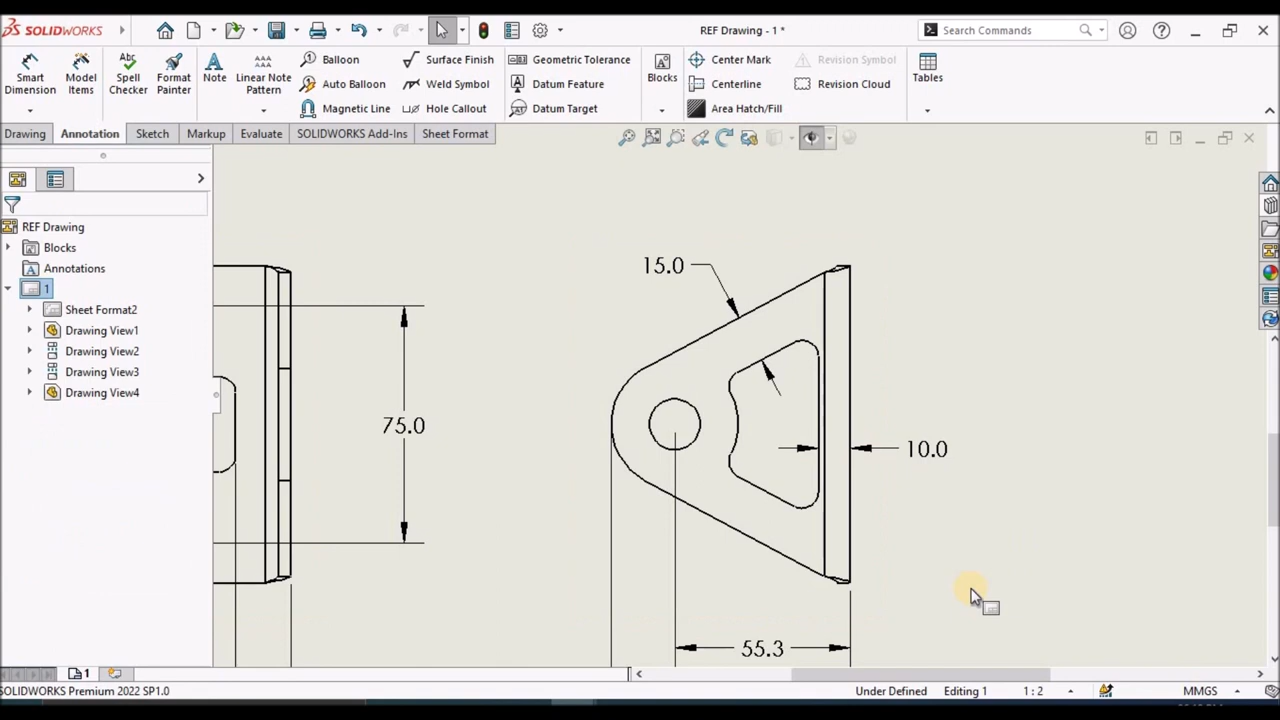 SOLIDWORKS
REF Drawing - 1 *
Search Commands
Smart Dimension
Model Items
Spell Checker
Format Painter
Note
Linear Note Pattern
Balloon
Auto Balloon
Magnetic Line
Surface Finish
Weld Symbol
Hole Callout
Geometric Tolerance
Datum Feature
Datum Target
Blocks
Center Mark
Centerline
Area Hatch/Fill
Revision Symbol
Revision Cloud
Tables
Drawing
Annotation
Sketch
Markup
Evaluate
SOLIDWORKS Add-Ins
Sheet Format
REF Drawing
Blocks
Annotations
1
Sheet Format2
Drawing View1
Drawing View2
Drawing View3
Drawing View4
15.0
75.0
10.0
55.3
1
SOLIDWORKS Premium 2022 SP1.0
Under Defined
Editing 1
1 : 2
MMGS